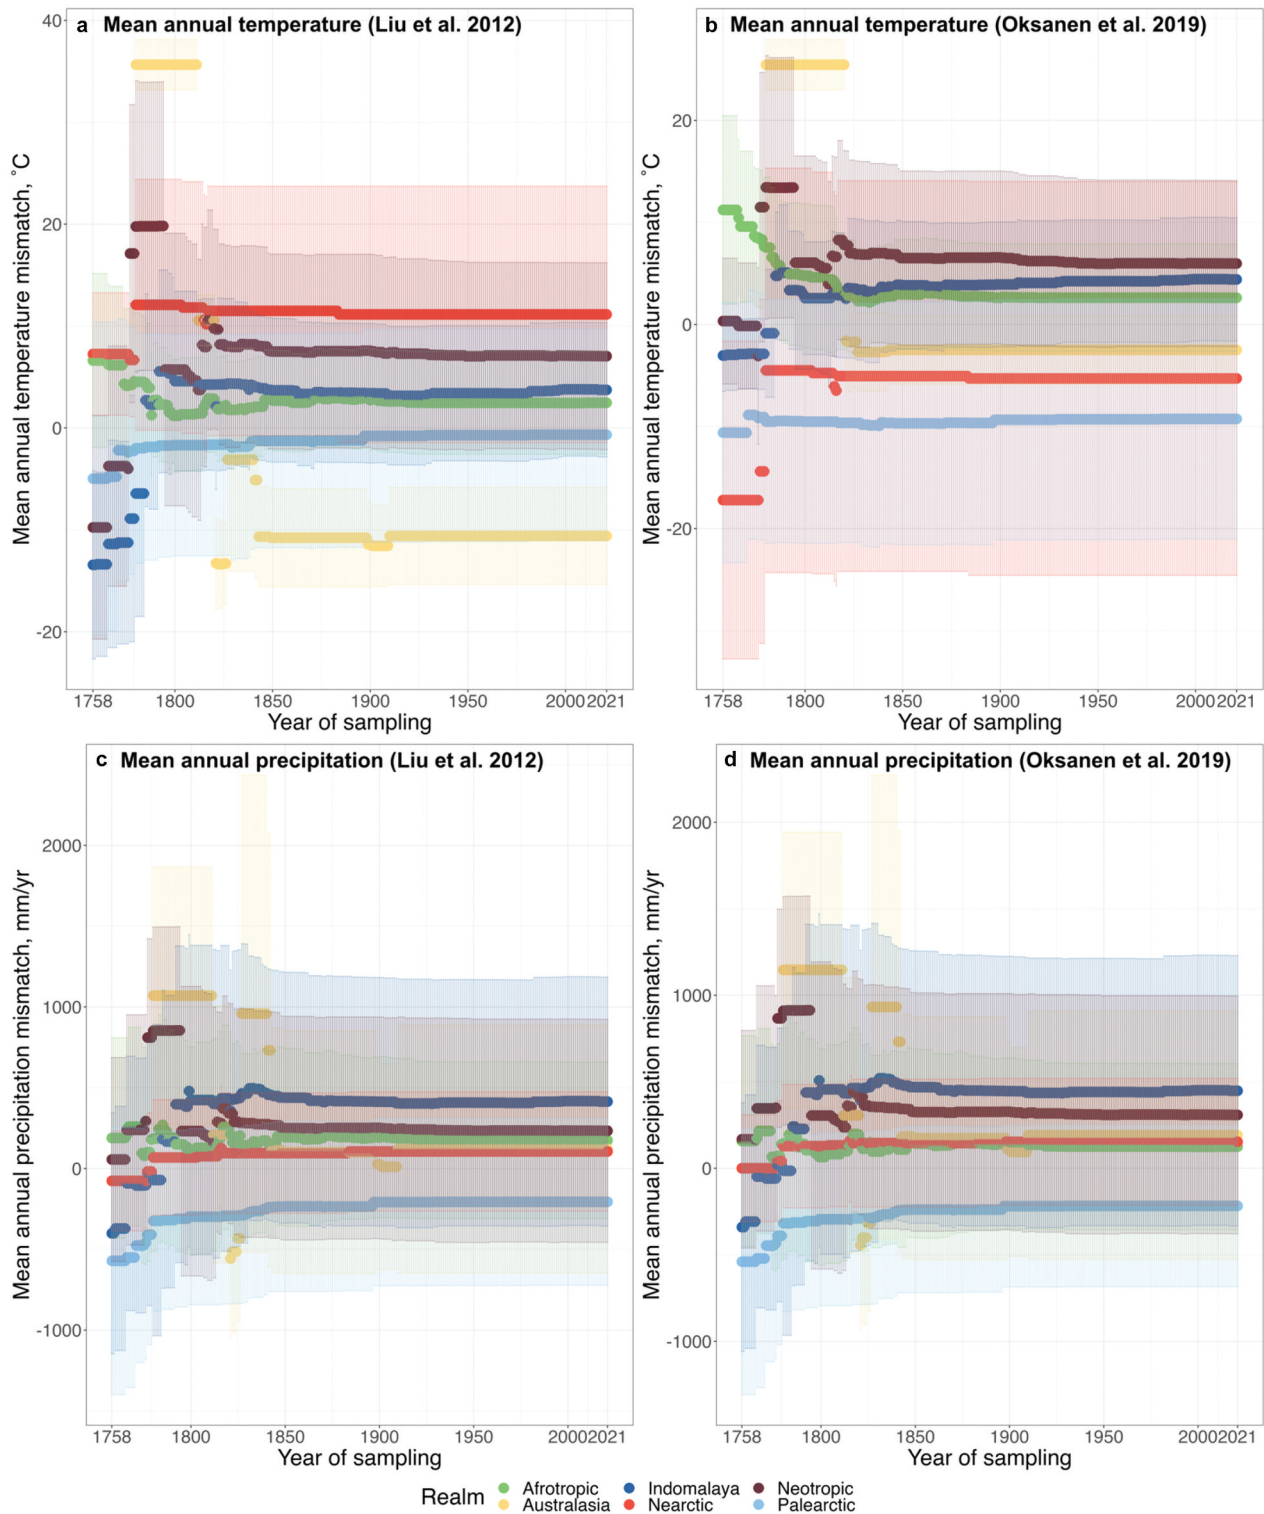 a Mean annual temperature (Liu et al. 2012)
40
20
0
-20
Mean annual temperature mismatch, ˚C
1758 1800 1850 1900 1950 2000 2021
Year of sampling
b Mean annual temperature (Oksanen et al. 2019)
20
0
-20
Mean annual temperature mismatch, ˚C
1758 1800 1850 1900 1950 2000 2021
Year of sampling
c Mean annual precipitation (Liu et al. 2012)
2000
1000
0
-1000
Mean annual precipitation mismatch, mm/yr
1758 1800 1850 1900 1950 2000 2021
Year of sampling
d Mean annual precipitation (Oksanen et al. 2019)
2000
1000
0
-1000
Mean annual precipitation mismatch, mm/yr
1758 1800 1850 1900 1950 2000 2021
Year of sampling
Realm
Afrotropic Indomalaya Neotropic
Australasia Nearctic Palearctic